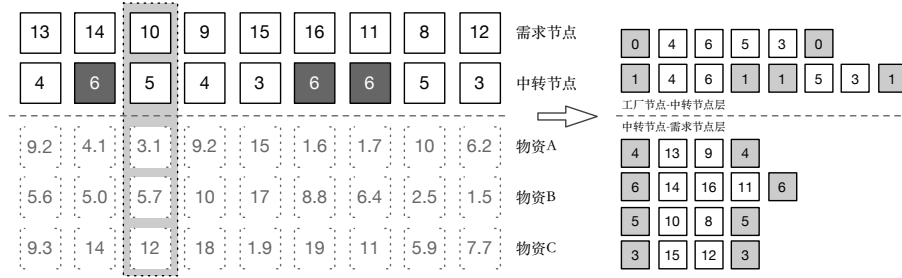 13 14 10 9 15 16 11 8 12 需求节点
4 6 5 4 3 6 6 5 3 中转节点
9.2 4.1 3.1 9.2 15 1.6 1.7 10 6.2 物资A
5.6 5.0 5.7 10 17 8.8 6.4 2.5 1.5 物资B
9.3 14 12 18 1.9 19 11 5.9 7.7 物资C
0 4 6 5 3 0
1 4 6 1 1 5 3 1
工厂节点-中转节点层
中转节点-需求节点层
4 13 9 4
6 14 16 11 6
5 10 8 5
3 15 12 3